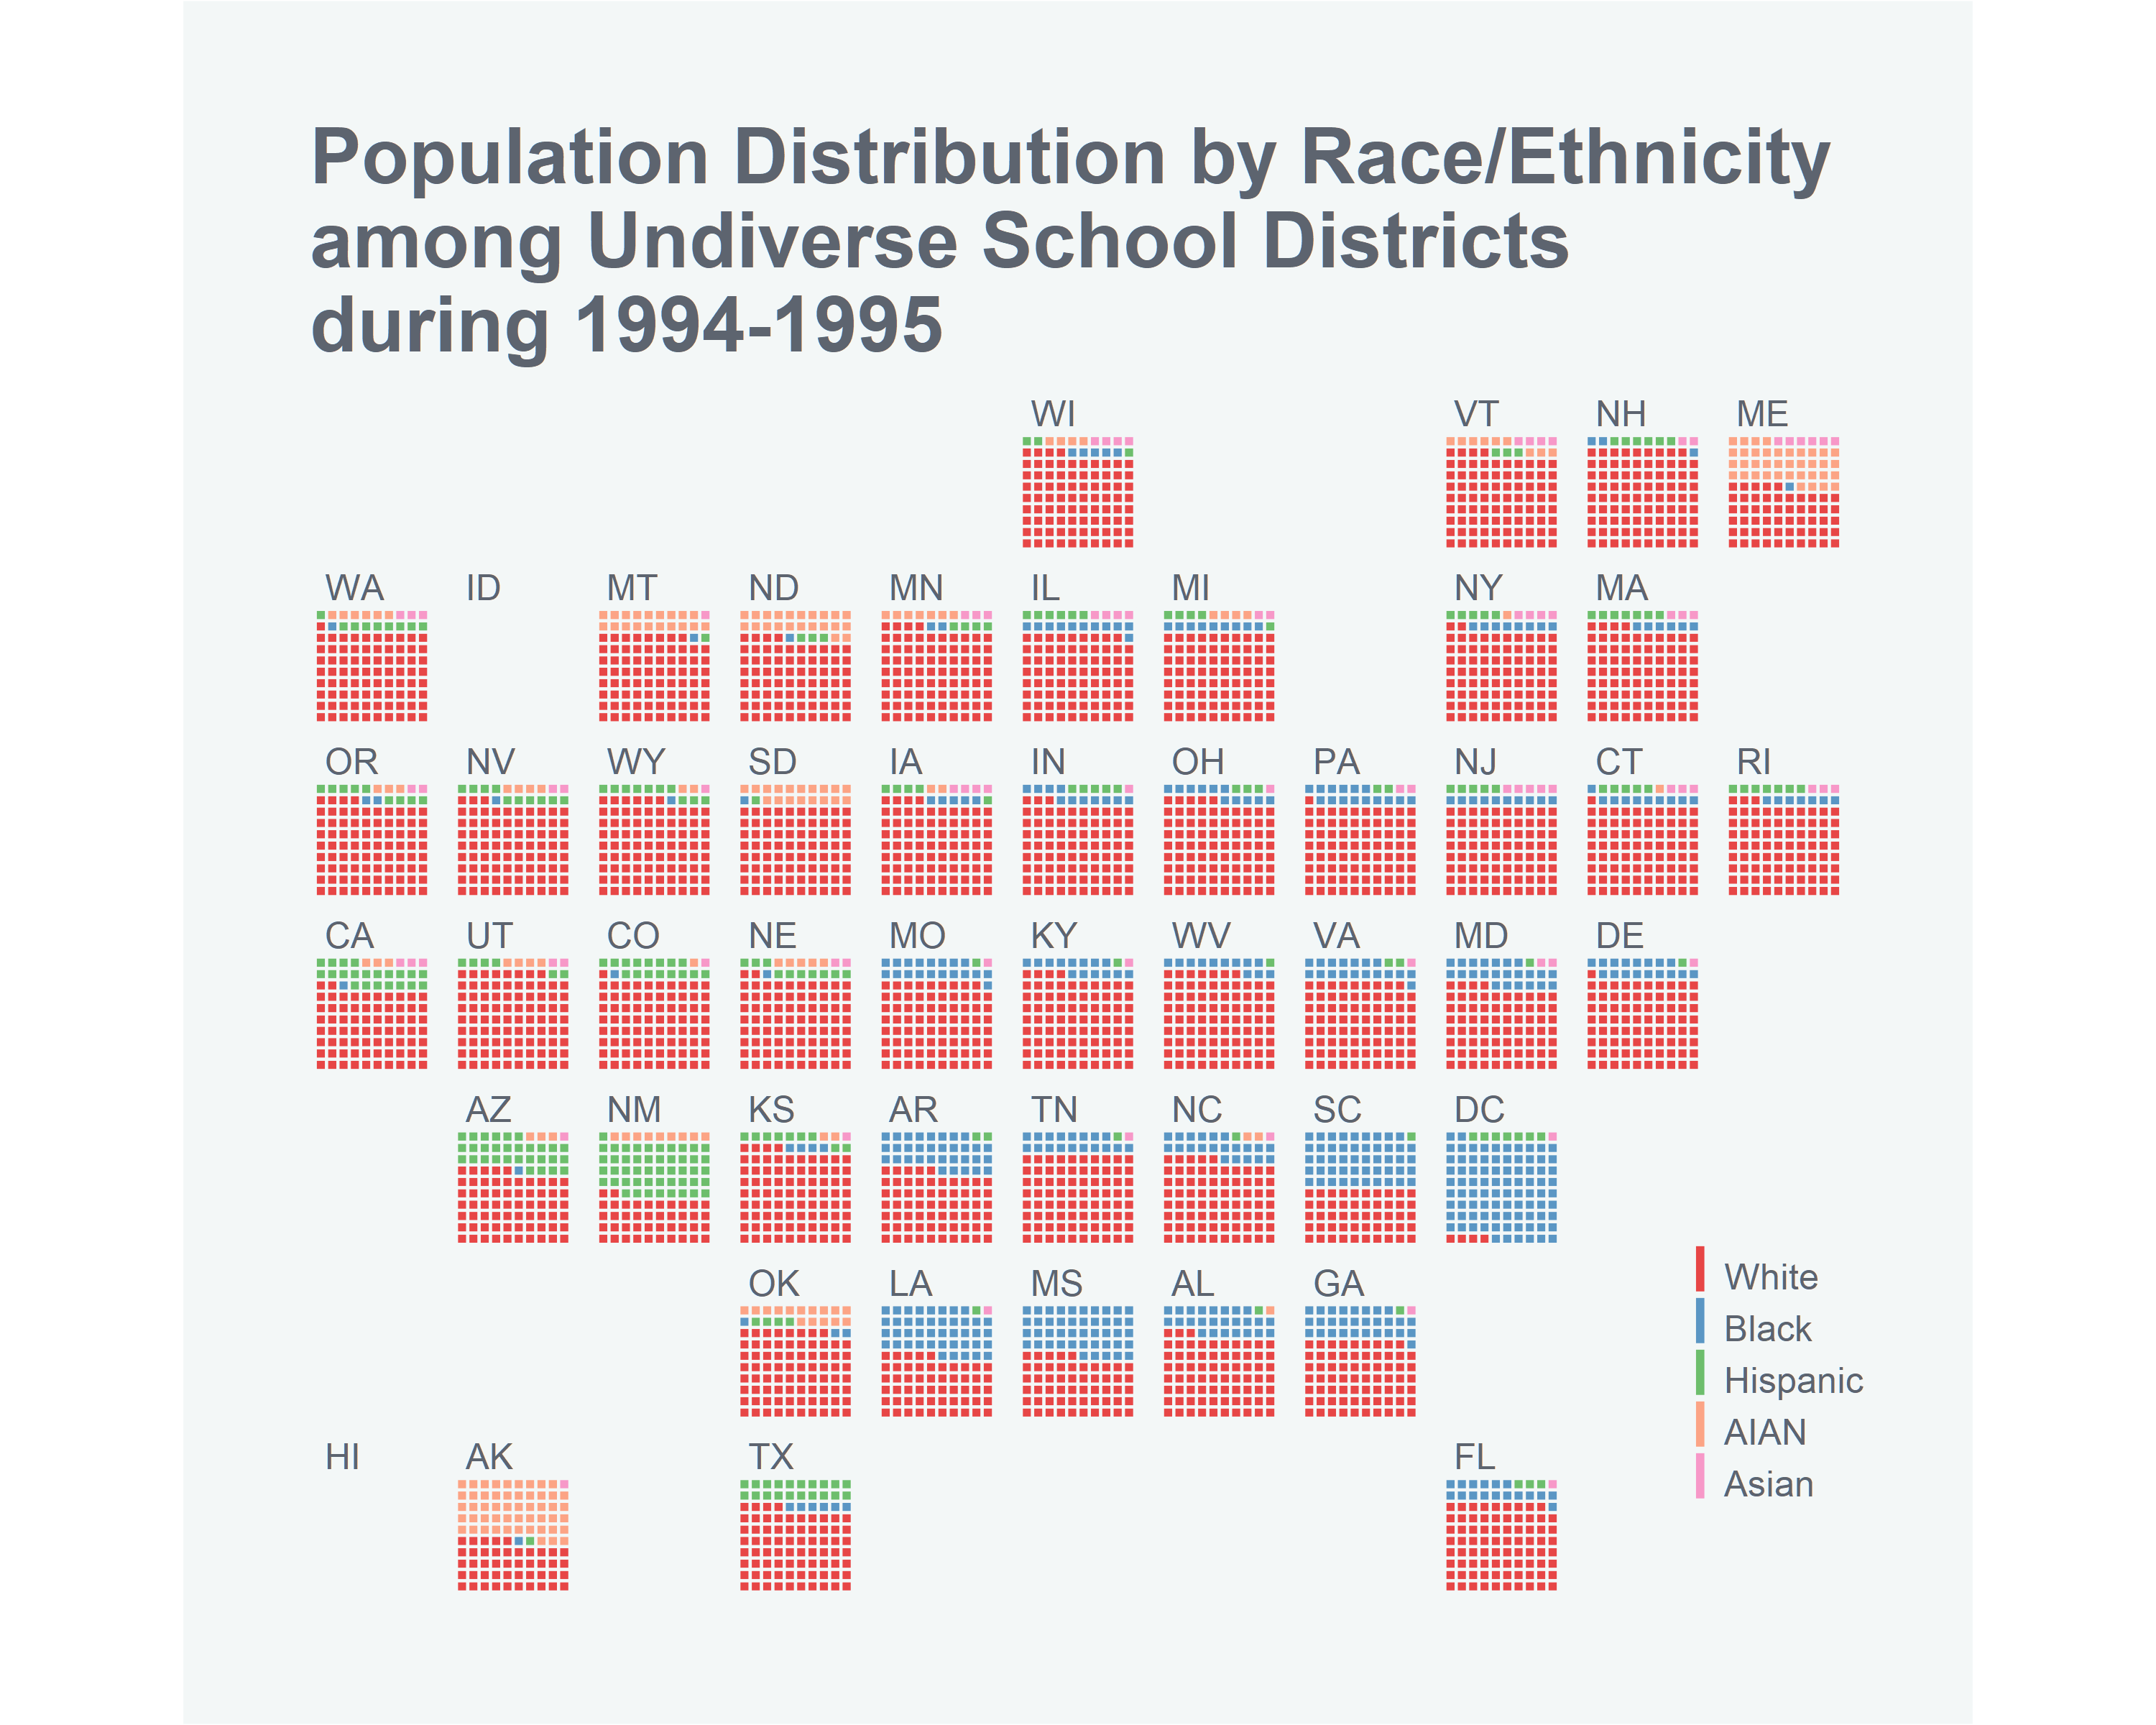 Population Distribution by Race/Ethnicity
among Undiverse School Districts
during 1994-1995
WI VT NH ME
WA ID MT ND MN IL MI NY MA
OR NV WY SD IA IN OH PA NJ CT RI
CA UT CO NE MO KY WV VA MD DE
AZ NM KS AR TN NC SC DC
OK LA MS AL GA
HI AK TX FL
White
Black
Hispanic
AIAN
Asian